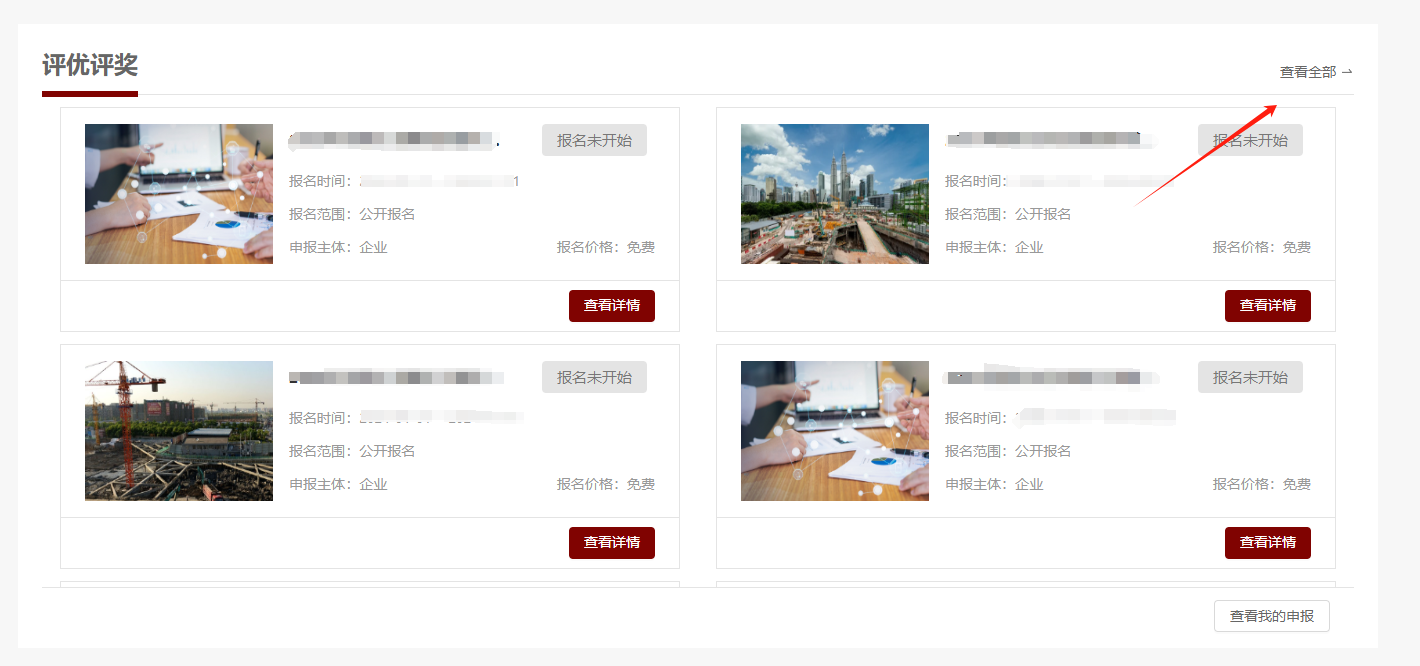 评优评奖
查看全部 →
报名未开始
报名时间：
报名范围：公开报名
申报主体：企业
报名价格：免费
查看详情
报名未开始
报名时间：
报名范围：公开报名
申报主体：企业
报名价格：免费
查看详情
报名未开始
报名时间：
报名范围：公开报名
申报主体：企业
报名价格：免费
查看详情
报名未开始
报名时间：
报名范围：公开报名
申报主体：企业
报名价格：免费
查看详情
查看我的申报